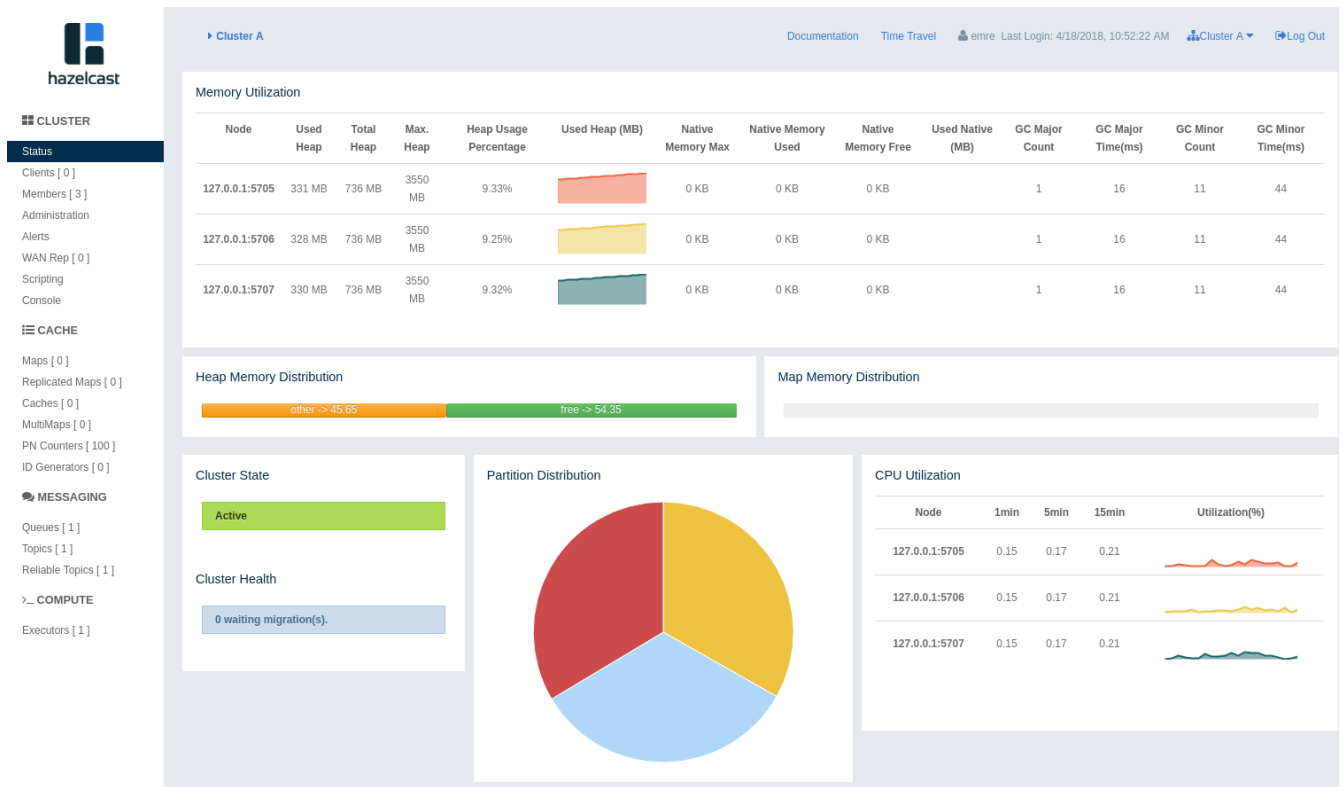 hazelcast
CLUSTER
Status
Clients [ 0 ]
Members [ 3 ]
Administration
Alerts
WAN Rep [ 0 ]
Scripting
Console
CACHE
Maps [ 0 ]
Replicated Maps [ 0 ]
Caches [ 0 ]
MultiMaps [ 0 ]
PN Counters [ 100 ]
ID Generators [ 0 ]
MESSAGING
Queues [ 1 ]
Topics [ 1 ]
Reliable Topics [ 1 ]
COMPUTE
Executors [ 1 ]
Cluster A Documentation Time Travel emre Last Login: 4/18/2018, 10:52:22 AM Cluster A Log Out
Memory Utilization
Node Used Heap Total Heap Max. Heap Heap Usage Percentage Used Heap (MB) Native Memory Max Native Memory Used Native Memory Free Used Native (MB) GC Major Count GC Major Time(ms) GC Minor Count GC Minor Time(ms)
127.0.0.1:5705 331 MB 736 MB 3550 MB 9.33% 0 KB 0 KB 0 KB 1 16 11 44
127.0.0.1:5706 328 MB 736 MB 3550 MB 9.25% 0 KB 0 KB 0 KB 1 16 11 44
127.0.0.1:5707 330 MB 736 MB 3550 MB 9.32% 0 KB 0 KB 0 KB 1 16 11 44
Heap Memory Distribution
other -> 45.65 free -> 54.35
Map Memory Distribution
Cluster State
Active
Cluster Health
0 waiting migration(s).
Partition Distribution
CPU Utilization
Node 1min 5min 15min Utilization(%)
127.0.0.1:5705 0.15 0.17 0.21
127.0.0.1:5706 0.15 0.17 0.21
127.0.0.1:5707 0.15 0.17 0.21